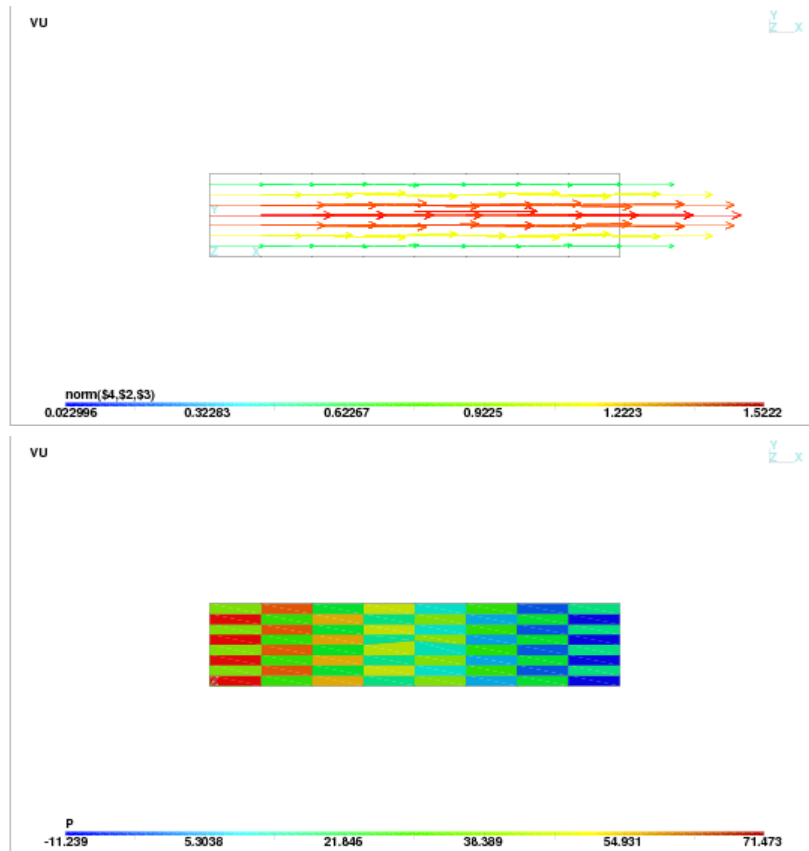 VU
Y
Z X
Y
Z X
norm($4,$2,$3)
0.022996 0.32283 0.62267 0.9225 1.2223 1.5222
VU
Y
Z X
P
-11.239 5.3038 21.846 38.389 54.931 71.473